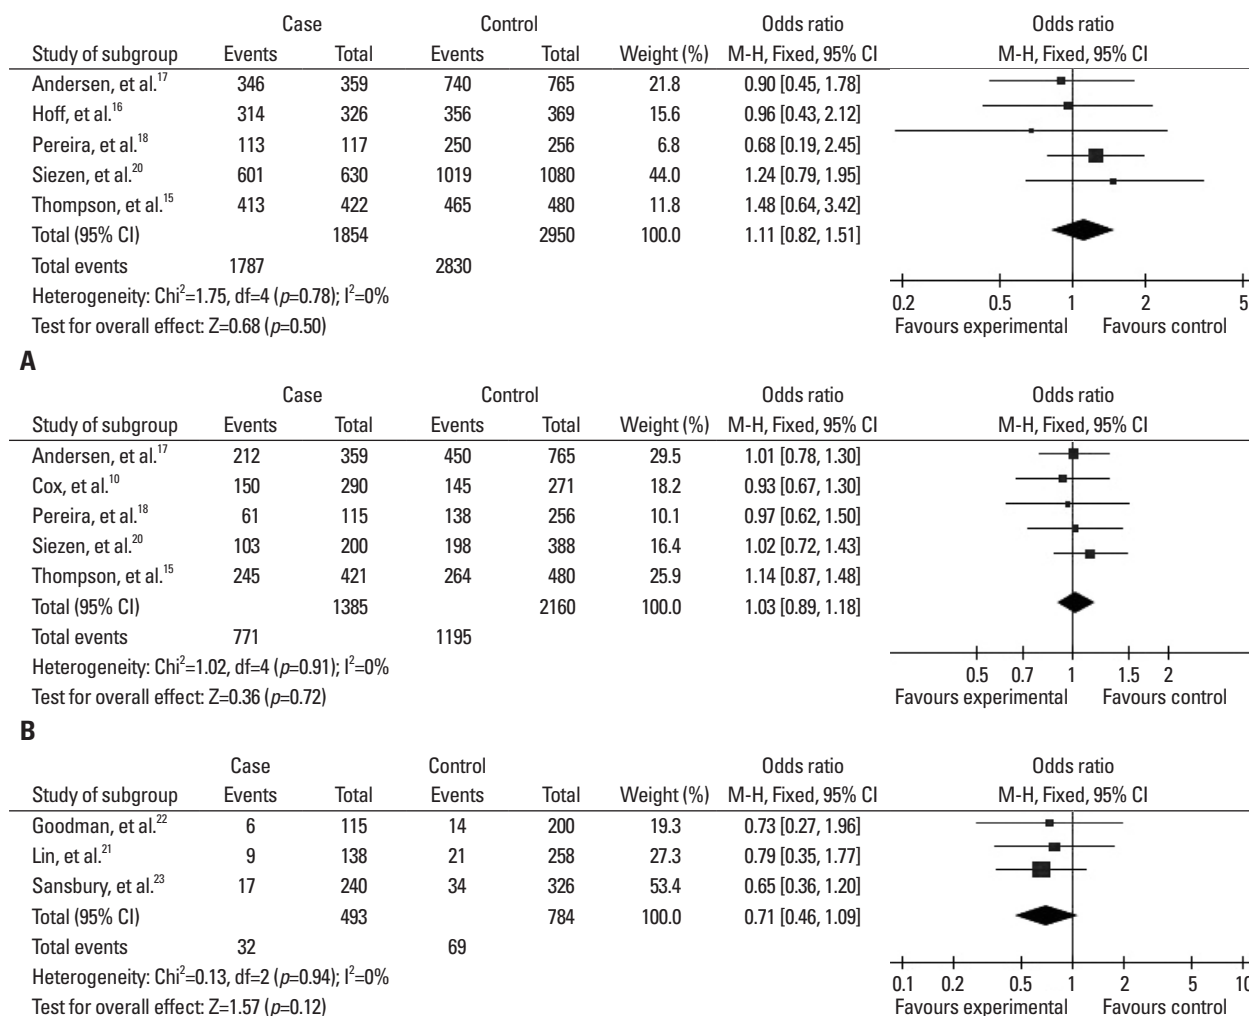 Case Control Odds ratio Odds ratio
Study of subgroup Events Total Events Total Weight (%) M-H, Fixed, 95% CI M-H, Fixed, 95% CI
Andersen, et al.17 346 359 740 765 21.8 0.90 [0.45, 1.78]
Hoff, et al.16 314 326 356 369 15.6 0.96 [0.43, 2.12]
Pereira, et al.18 113 117 250 256 6.8 0.68 [0.19, 2.45]
Siezen, et al.20 601 630 1019 1080 44.0 1.24 [0.79, 1.95]
Thompson, et al.15 413 422 465 480 11.8 1.48 [0.64, 3.42]
Total (95% CI) 1854 2950 100.0 1.11 [0.82, 1.51]
Total events 1787 2830
Heterogeneity: Chi2=1.75, df=4 (p=0.78); I2=0%
0.2 0.5 1 2 5
Test for overall effect: Z=0.68 (p=0.50)
Favours experimental Favours control
A
Case Control Odds ratio Odds ratio
Study of subgroup Events Total Events Total Weight (%) M-H, Fixed, 95% CI M-H, Fixed, 95% CI
Andersen, et al.17 212 359 450 765 29.5 1.01 [0.78, 1.30]
Cox, et al.10 150 290 145 271 18.2 0.93 [0.67, 1.30]
Pereira, et al.18 61 115 138 256 10.1 0.97 [0.62, 1.50]
Siezen, et al.20 103 200 198 388 16.4 1.02 [0.72, 1.43]
Thompson, et al.15 245 421 264 480 25.9 1.14 [0.87, 1.48]
Total (95% CI) 1385 2160 100.0 1.03 [0.89, 1.18]
Total events 771 1195
Heterogeneity: Chi2=1.02, df=4 (p=0.91); I2=0%
0.5 0.7 1 1.5 2
Test for overall effect: Z=0.36 (p=0.72)
Favours experimental Favours control
B
Case Control Odds ratio Odds ratio
Study of subgroup Events Total Events Total Weight (%) M-H, Fixed, 95% CI M-H, Fixed, 95% CI
Goodman, et al.22 6 115 14 200 19.3 0.73 [0.27, 1.96]
Lin, et al.21 9 138 21 258 27.3 0.79 [0.35, 1.77]
Sansbury, et al.23 17 240 34 326 53.4 0.65 [0.36, 1.20]
Total (95% CI) 493 784 100.0 0.71 [0.46, 1.09]
Total events 32 69
Heterogeneity: Chi2=0.13, df=2 (p=0.94); I2=0%
0.1 0.2 0.5 1 2 5 10
Test for overall effect: Z=1.57 (p=0.12)
Favours experimental Favours control